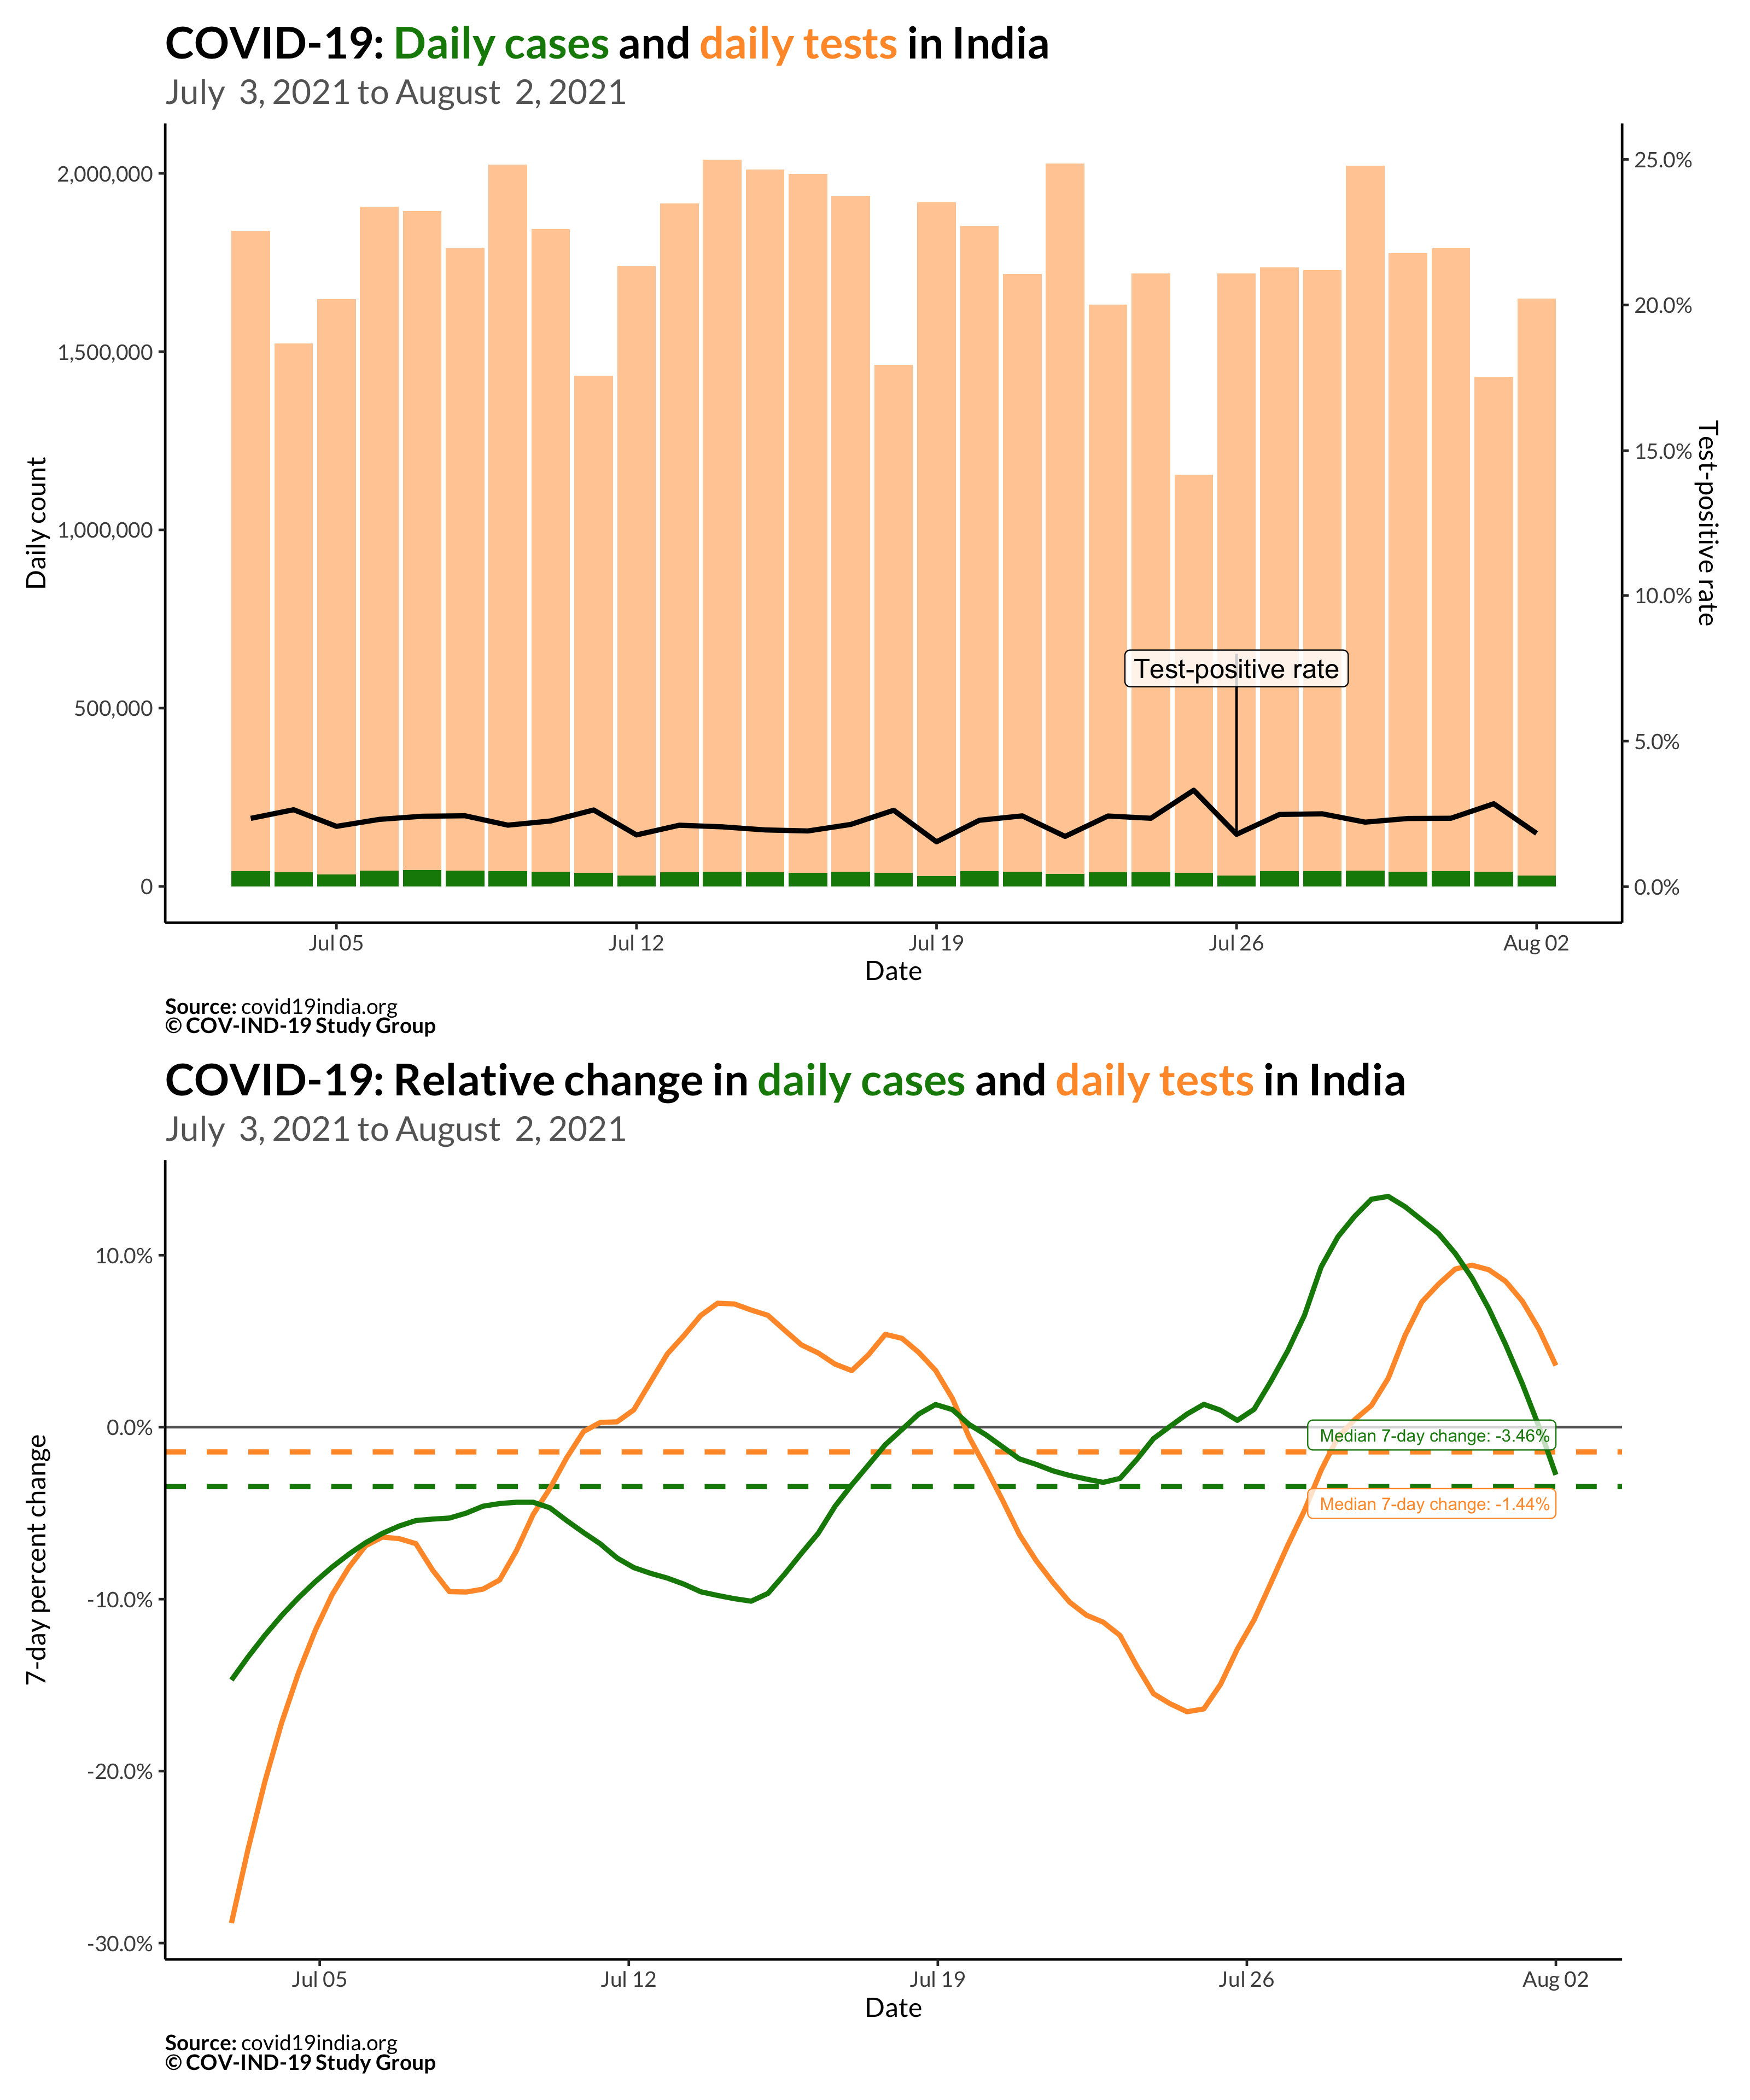 COVID-19: Daily cases and daily tests in India
July  3, 2021 to August  2, 2021
2,000,000
1,500,000
1,000,000
500,000
0
Daily count
25.0%
20.0%
15.0%
10.0%
5.0%
0.0%
Test-positive rate
Test-positive rate
Jul 05
Jul 12
Jul 19
Jul 26
Aug 02
Date
Source: covid19india.org
© COV-IND-19 Study Group
COVID-19: Relative change in daily cases and daily tests in India
July  3, 2021 to August  2, 2021
10.0%
0.0%
-10.0%
-20.0%
-30.0%
7-day percent change
Median 7-day change: -3.46%
Median 7-day change: -1.44%
Jul 05
Jul 12
Jul 19
Jul 26
Aug 02
Date
Source: covid19india.org
© COV-IND-19 Study Group